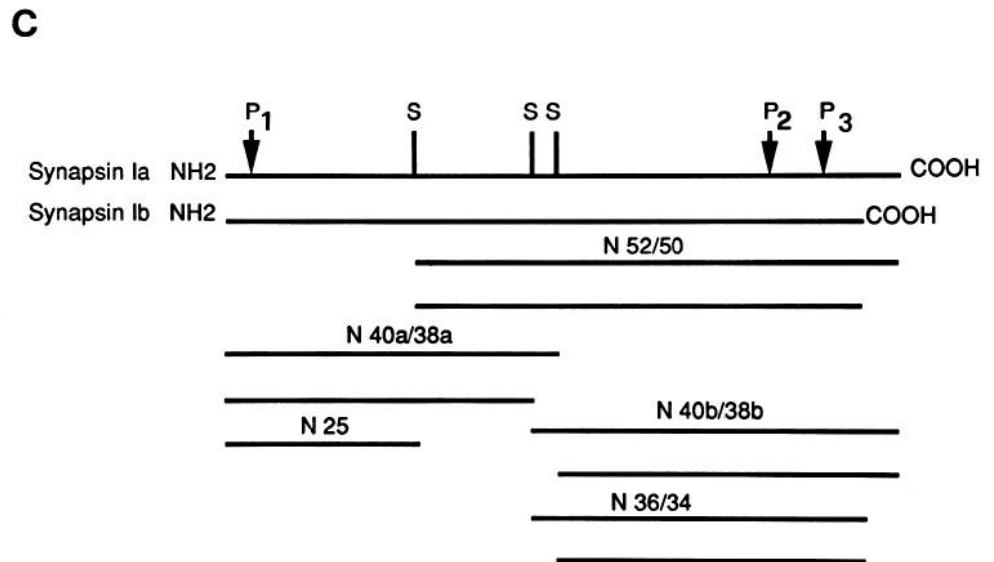 C
P1 S S S P2 P3
Synapsin Ia NH2 COOH
Synapsin Ib NH2 COOH
N 52/50
N 40a/38a
N 40b/38b
N 25
N 36/34